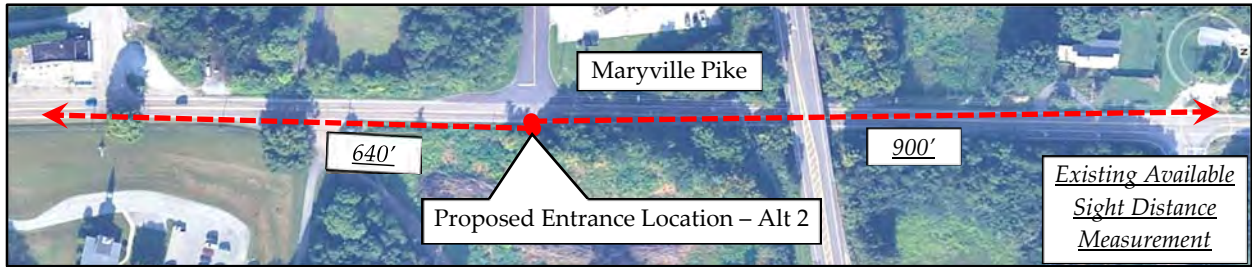 Maryville Pike
640'
900'
Proposed Entrance Location – Alt 2
Existing Available
Sight Distance
Measurement